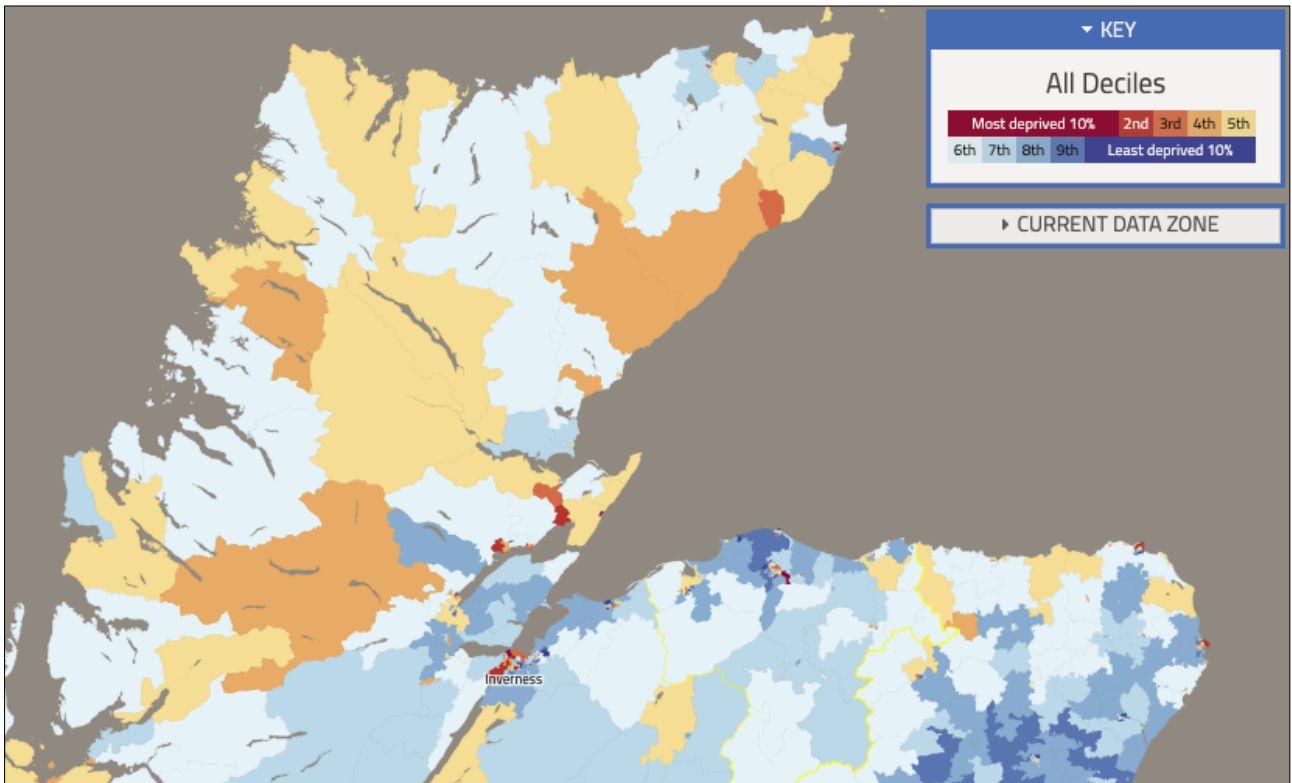 KEY
All Deciles
Most deprived 10% 2nd 3rd 4th 5th
6th 7th 8th 9th Least deprived 10%
CURRENT DATA ZONE
Inverness